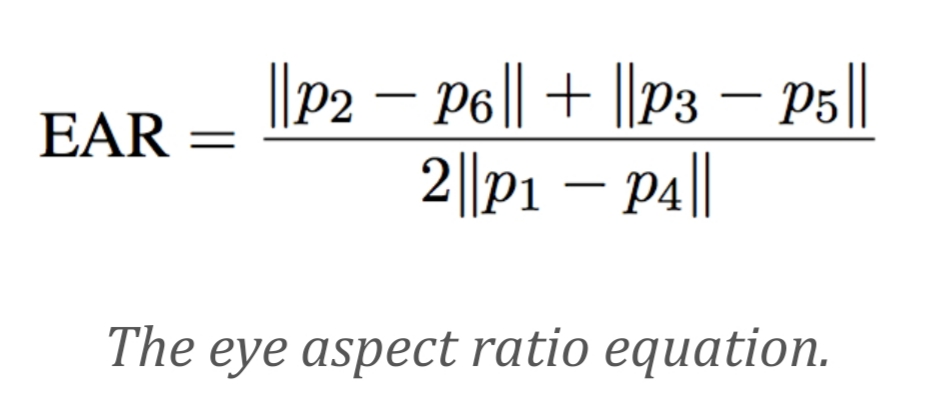 EAR = ‖p₂ − p₆‖ + ‖p₃ − p₅‖
2‖p₁ − p₄‖
The eye aspect ratio equation.